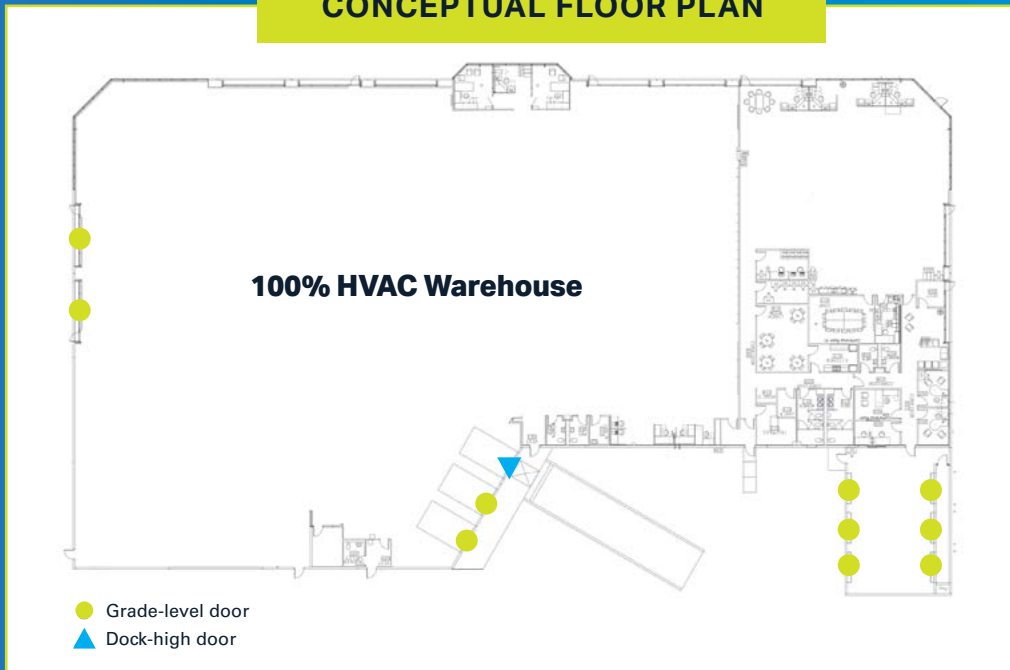 CONCEPTUAL FLOOR PLAN
100% HVAC Warehouse
Grade-level door
Dock-high door